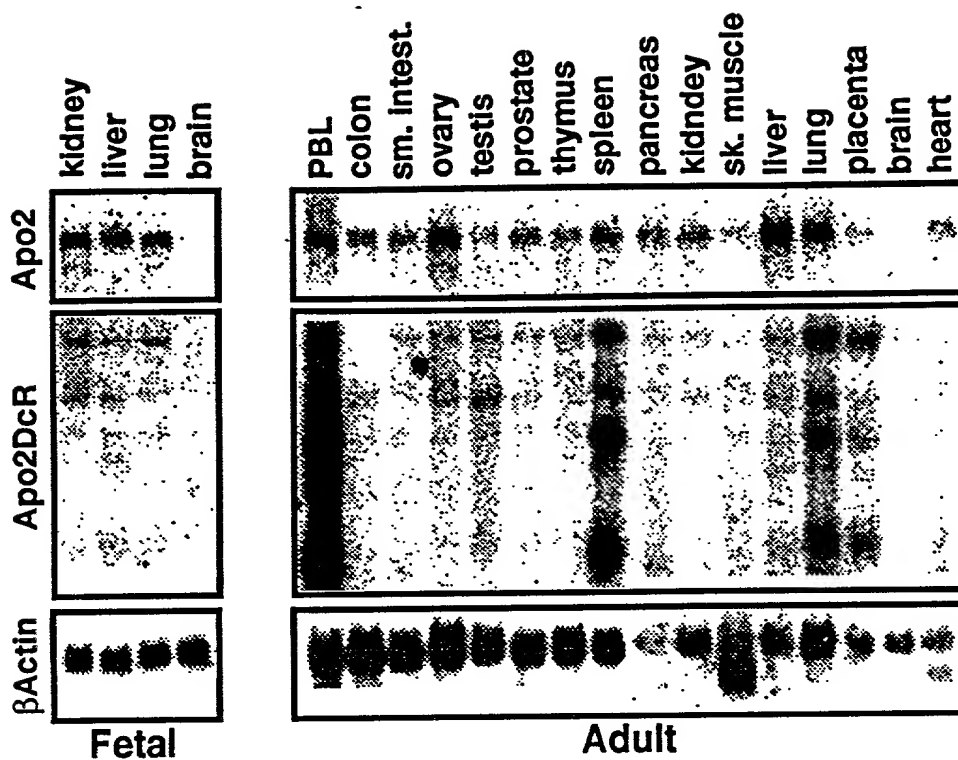 kidney
liver
lung
brain
PBL
colon
sm. intest.
ovary
testis
prostate
thymus
spleen
pancreas
kidndey
sk. muscle
liver
lung
placenta
brain
heart
Apo2
Apo2DcR
βActin
Fetal
Adult